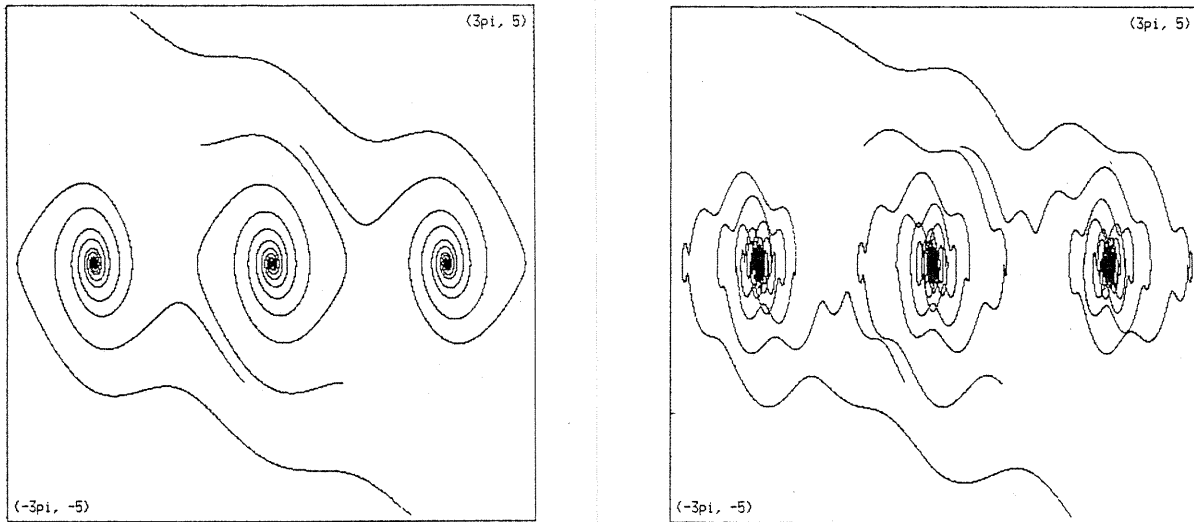 (3pi, 5)
(-3pi, -5)
(3pi, 5)
(-3pi, -5)